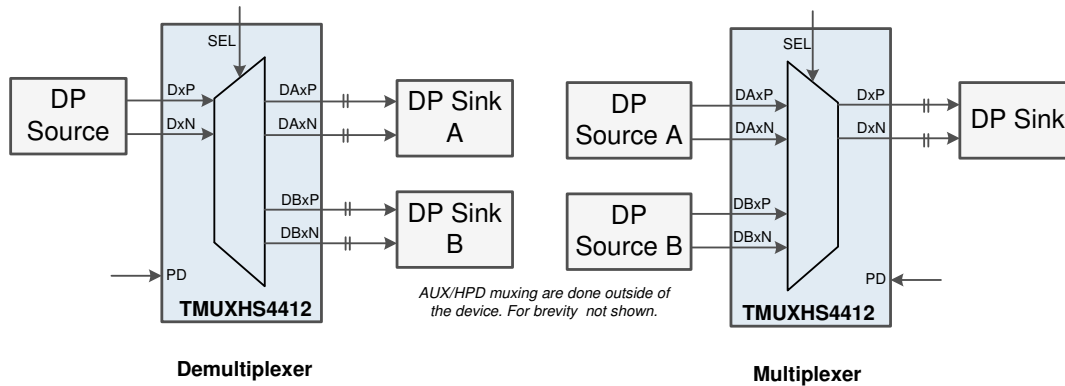 SEL
DP
Source
DxP
DxN
DAxP
DAxN
DP Sink
A
DBxP
DBxN
DP Sink
B
PD
TMUXHS4412
Demultiplexer
SEL
DP
Source A
DAxP
DAxN
DP
Source B
DBxP
DBxN
DxP
DxN
DP Sink
PD
TMUXHS4412
AUX/HPD muxing are done outside of
the device. For brevity not shown.
Multiplexer